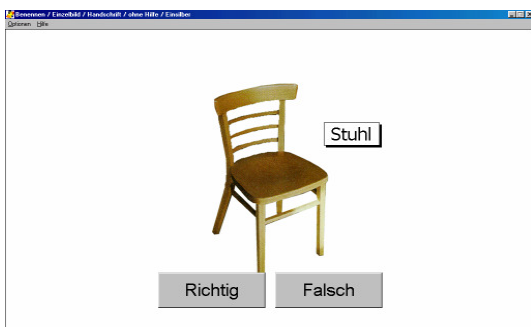 Benennen / Einzelbild / Handschrift / ohne Hilfe / Einsilber
Optionen Hilfe
Stuhl
Richtig Falsch